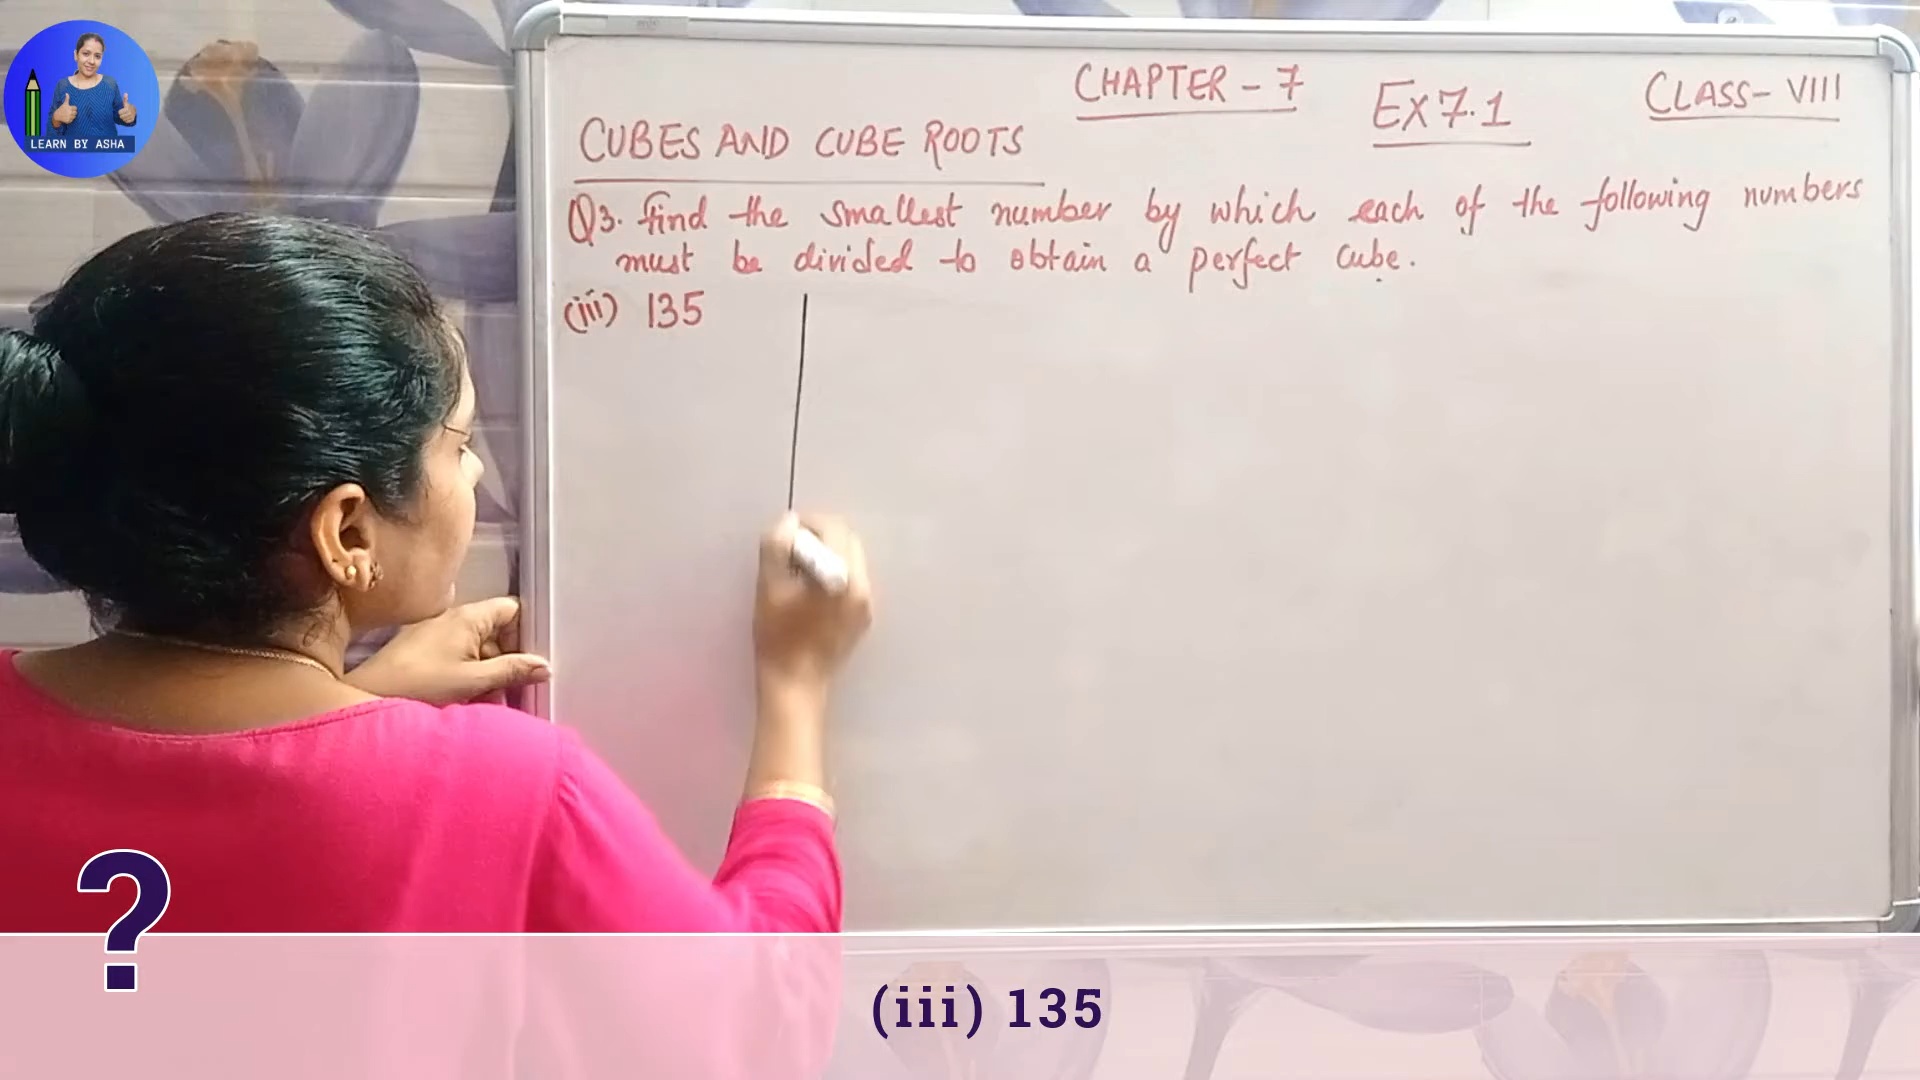 LEARN BY ASHA
CHAPTER - 7
EX 7.1
CLASS - VIII
CUBES AND CUBE ROOTS
Q3. find the smallest number by which each of the following numbers
must be divided to obtain a perfect cube.
(iii) 135
?
(iii) 135